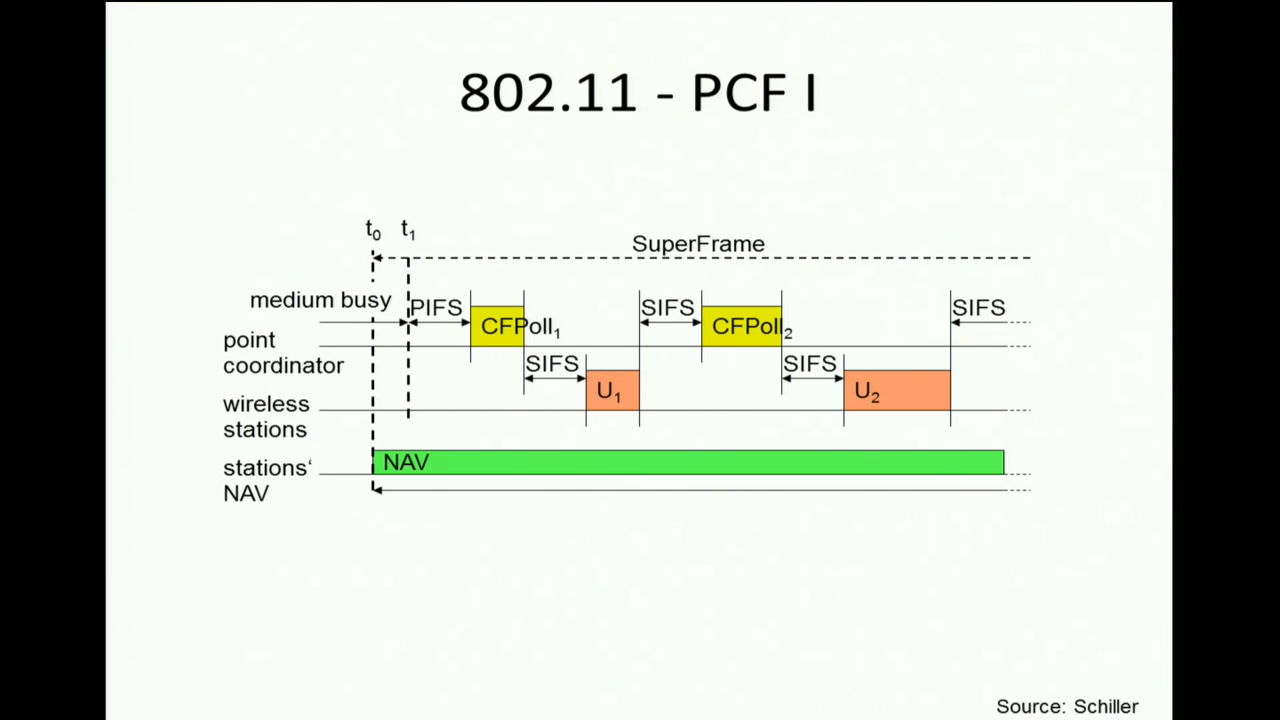 802.11 - PCF I
t0 t1
SuperFrame
medium busy
PIFS
SIFS
SIFS
CFPoll1
CFPoll2
point
coordinator
SIFS
SIFS
U1
U2
wireless
stations
stations‘
NAV
NAV
Source: Schiller